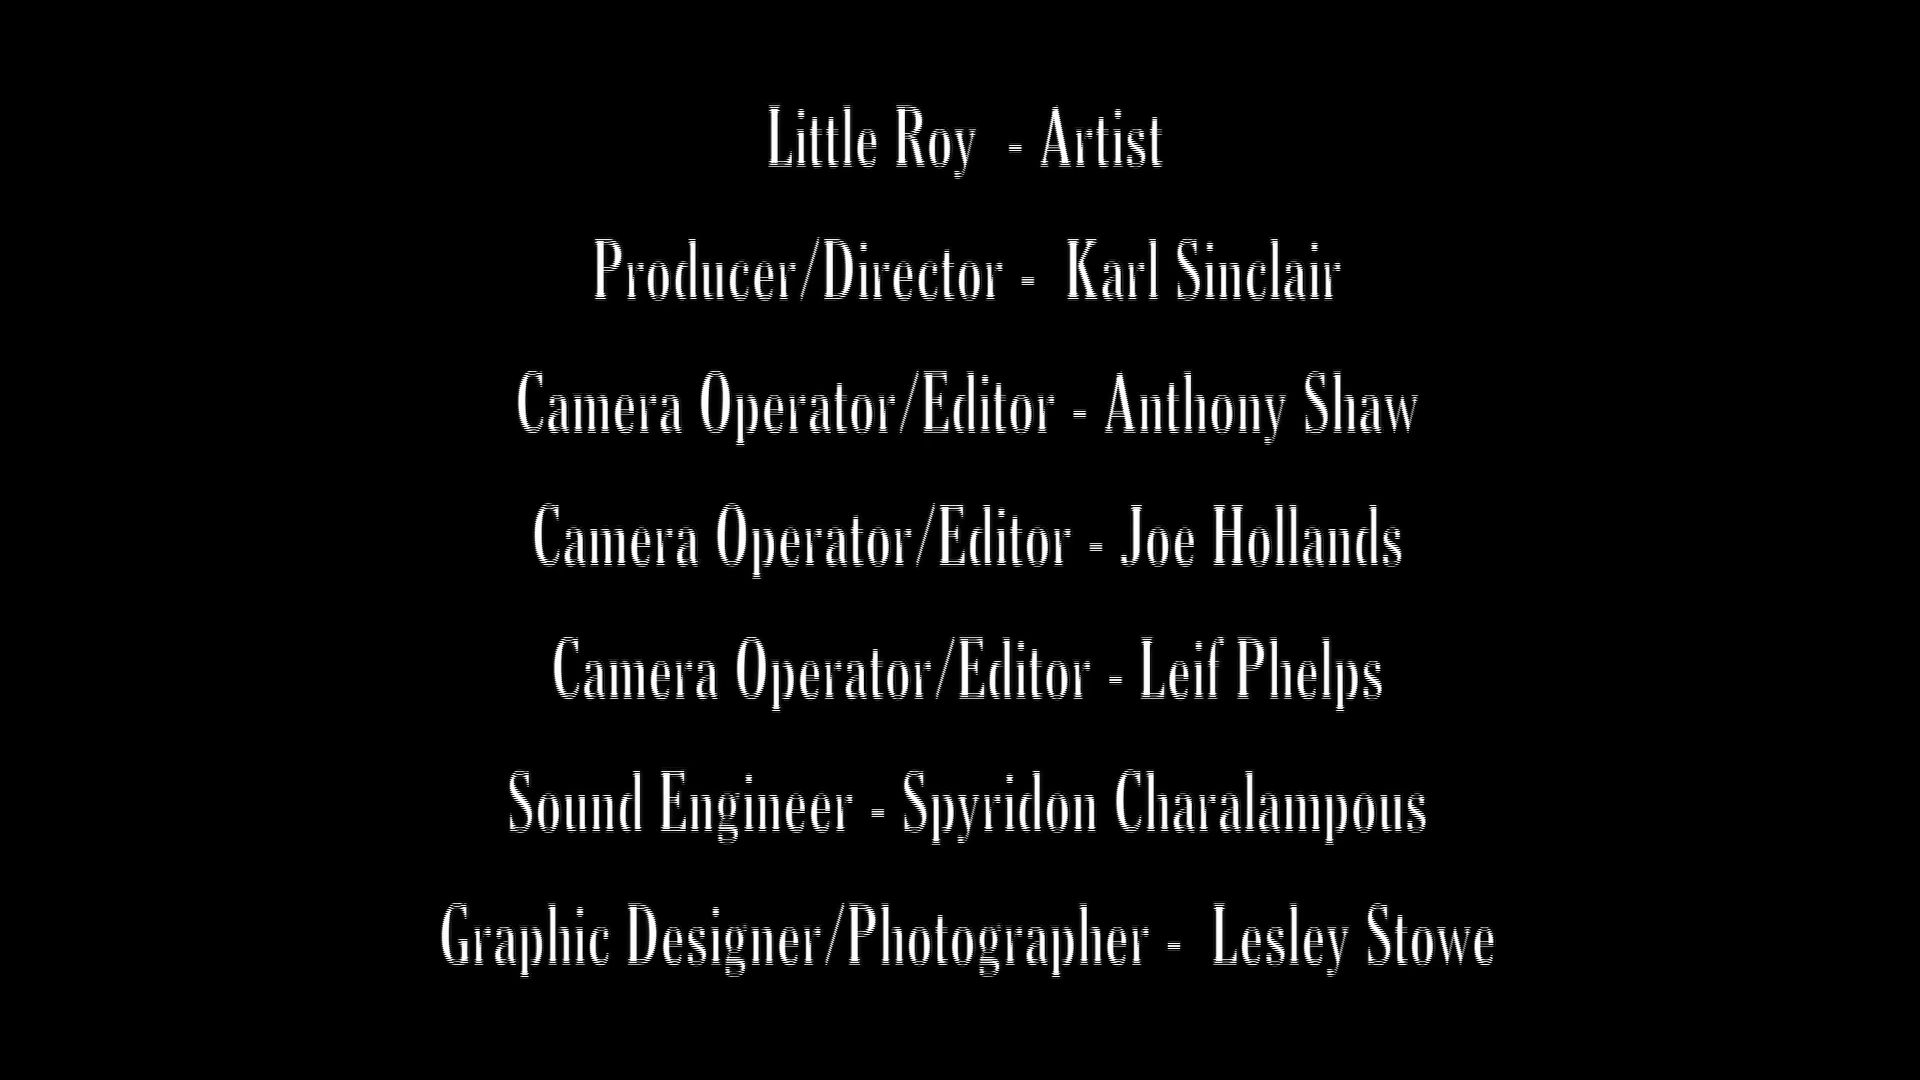 Little Roy - Artist
Producer/Director - Karl Sinclair
Camera Operator/Editor - Anthony Shaw
Camera Operator/Editor - Joe Hollands
Camera Operator/Editor - Leif Phelps
Sound Engineer - Spyridon Charalampous
Graphic Designer/Photographer - Lesley Stowe